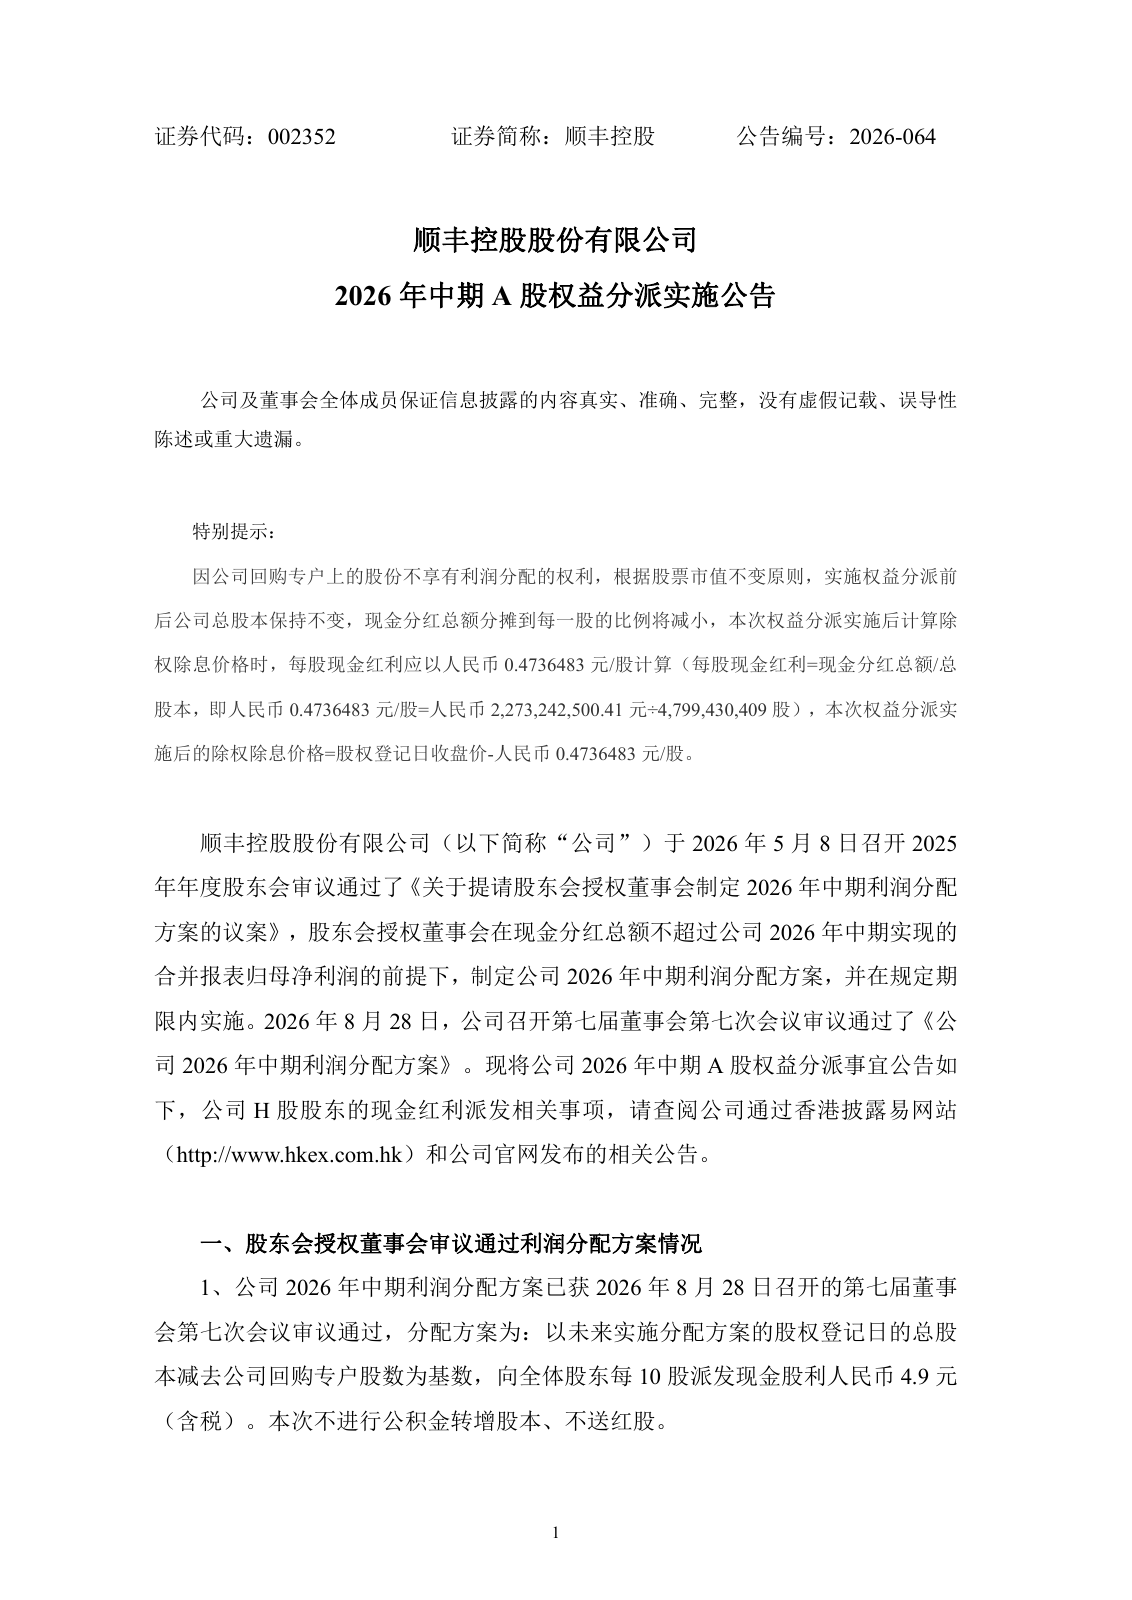 证券代码：002352 证券简称：顺丰控股 公告编号：2026-064
顺丰控股股份有限公司
2026 年中期 A 股权益分派实施公告
公司及董事会全体成员保证信息披露的内容真实、准确、完整，没有虚假记载、误导性
陈述或重大遗漏。
特别提示：
因公司回购专户上的股份不享有利润分配的权利，根据股票市值不变原则，实施权益分派前
后公司总股本保持不变，现金分红总额分摊到每一股的比例将减小，本次权益分派实施后计算除
权除息价格时，每股现金红利应以人民币 0.4736483 元/股计算（每股现金红利=现金分红总额/总
股本，即人民币 0.4736483 元/股=人民币 2,273,242,500.41 元÷4,799,430,409 股），本次权益分派实
施后的除权除息价格=股权登记日收盘价-人民币 0.4736483 元/股。
顺丰控股股份有限公司（以下简称“公司”）于 2026 年 5 月 8 日召开 2025
年年度股东会审议通过了《关于提请股东会授权董事会制定 2026 年中期利润分配
方案的议案》，股东会授权董事会在现金分红总额不超过公司 2026 年中期实现的
合并报表归母净利润的前提下，制定公司 2026 年中期利润分配方案，并在规定期
限内实施。2026 年 8 月 28 日，公司召开第七届董事会第七次会议审议通过了《公
司 2026 年中期利润分配方案》。现将公司 2026 年中期 A 股权益分派事宜公告如
下，公司 H 股股东的现金红利派发相关事项，请查阅公司通过香港披露易网站
（http://www.hkex.com.hk）和公司官网发布的相关公告。
一、股东会授权董事会审议通过利润分配方案情况
1、公司 2026 年中期利润分配方案已获 2026 年 8 月 28 日召开的第七届董事
会第七次会议审议通过，分配方案为：以未来实施分配方案的股权登记日的总股
本减去公司回购专户股数为基数，向全体股东每 10 股派发现金股利人民币 4.9 元
（含税）。本次不进行公积金转增股本、不送红股。
1